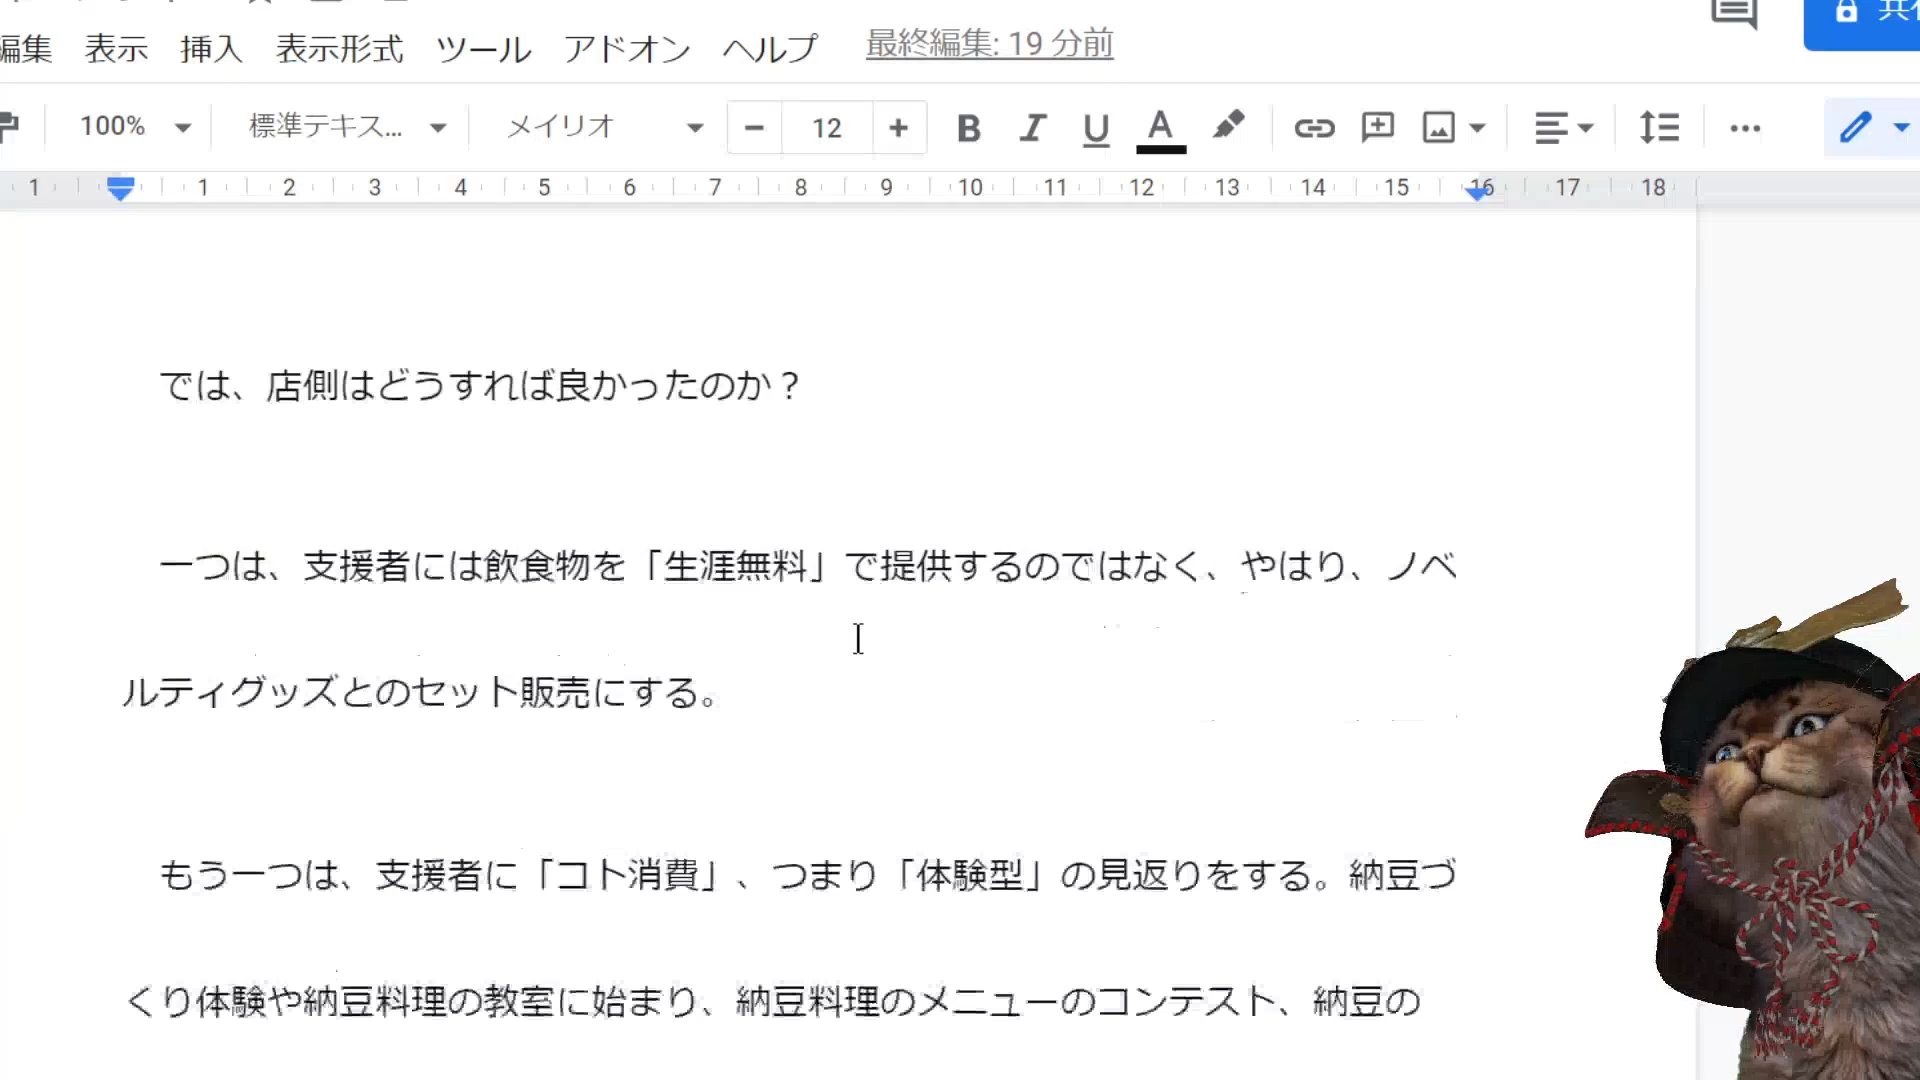 編集 表示 挿入 表示形式 ツール アドオン ヘルプ 最終編集: 19 分前
100% 標準テキス... メイリオ − 12 + B I U A
1 1 2 3 4 5 6 7 8 9 10 11 12 13 14 15 16 17 18
では、店側はどうすれば良かったのか？
一つは、支援者には飲食物を「生涯無料」で提供するのではなく、やはり、ノベ
ルティグッズとのセット販売にする。
もう一つは、支援者に「コト消費」、つまり「体験型」の見返りをする。納豆づ
くり体験や納豆料理の教室に始まり、納豆料理のメニューのコンテスト、納豆の